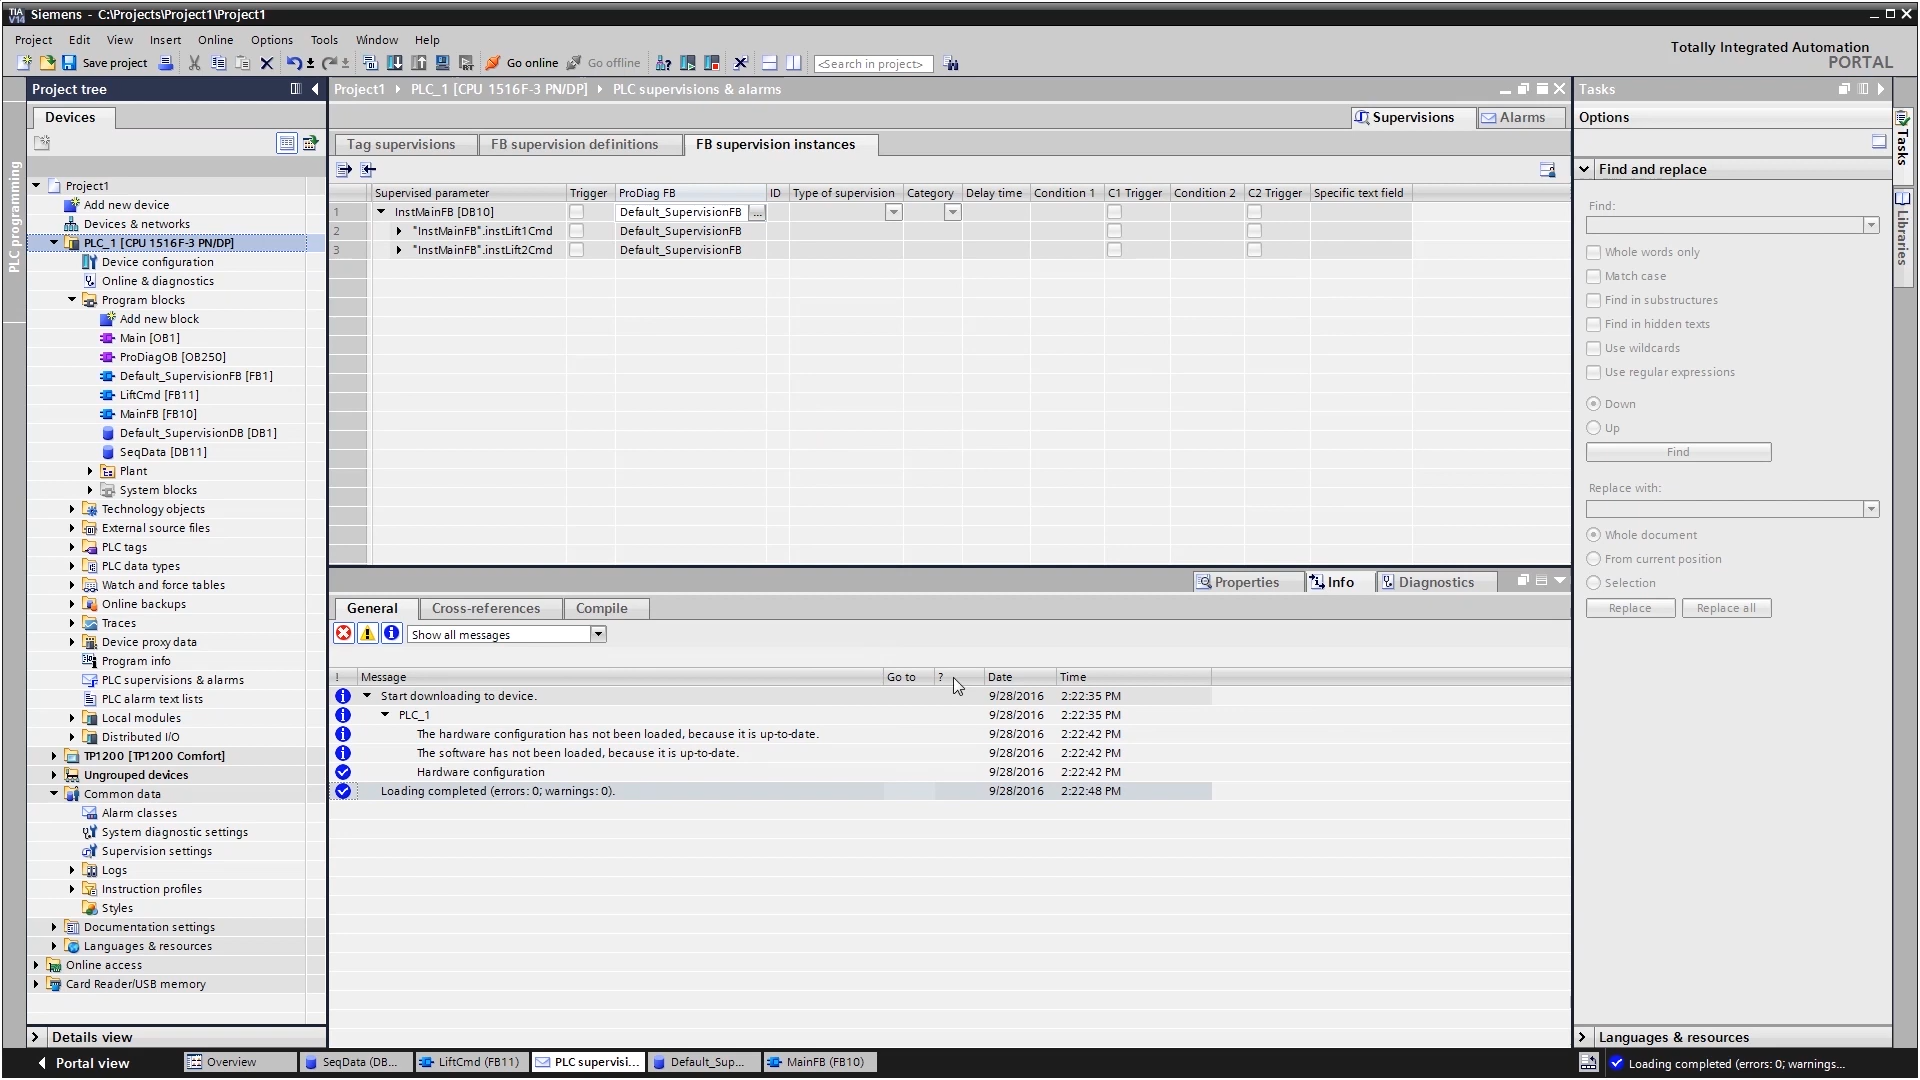 TIA V14 Siemens - C:\Projects\Project1\Project1
Project Edit View Insert Online Options Tools Window Help
Save project Go online Go offline <Search in project>
Totally Integrated Automation
PORTAL
Project tree
Project1 PLC_1 [CPU 1516F-3 PN/DP] PLC supervisions & alarms
Tasks
Devices
Supervisions Alarms
Options
Tag supervisions FB supervision definitions FB supervision instances
Find and replace
Supervised parameter Trigger ProDiag FB ID Type of supervision Category Delay time Condition 1 C1 Trigger Condition 2 C2 Trigger Specific text field
1 InstMainFB [DB10] Default_SupervisionFB ...
2 "InstMainFB".instLift1Cmd Default_SupervisionFB
3 "InstMainFB".instLift2Cmd Default_SupervisionFB
PLC programming
Project1
Add new device
Devices & networks
PLC_1 [CPU 1516F-3 PN/DP]
Device configuration
Online & diagnostics
Program blocks
Add new block
Main [OB1]
ProDiagOB [OB250]
Default_SupervisionFB [FB1]
LiftCmd [FB11]
MainFB [FB10]
Default_SupervisionDB [DB1]
SeqData [DB11]
Plant
System blocks
Technology objects
External source files
PLC tags
PLC data types
Watch and force tables
Online backups
Traces
Device proxy data
Program info
PLC supervisions & alarms
PLC alarm text lists
Local modules
Distributed I/O
TP1200 [TP1200 Comfort]
Ungrouped devices
Common data
Alarm classes
System diagnostic settings
Supervision settings
Logs
Instruction profiles
Styles
Documentation settings
Languages & resources
Online access
Card Reader/USB memory
Details view
Properties Info Diagnostics
General Cross-references Compile
Show all messages
! Message Go to ? Date Time
Start downloading to device. 9/28/2016 2:22:35 PM
PLC_1 9/28/2016 2:22:35 PM
The hardware configuration has not been loaded, because it is up-to-date. 9/28/2016 2:22:42 PM
The software has not been loaded, because it is up-to-date. 9/28/2016 2:22:42 PM
Hardware configuration 9/28/2016 2:22:42 PM
Loading completed (errors: 0; warnings: 0). 9/28/2016 2:22:48 PM
Find:
Whole words only
Match case
Find in substructures
Find in hidden texts
Use wildcards
Use regular expressions
Down
Up
Find
Replace with:
Whole document
From current position
Selection
Replace Replace all
Languages & resources
Tasks
Libraries
Portal view Overview SeqData (DB... LiftCmd (FB11) PLC supervisi... Default_Sup... MainFB (FB10) Loading completed (errors: 0; warnings...